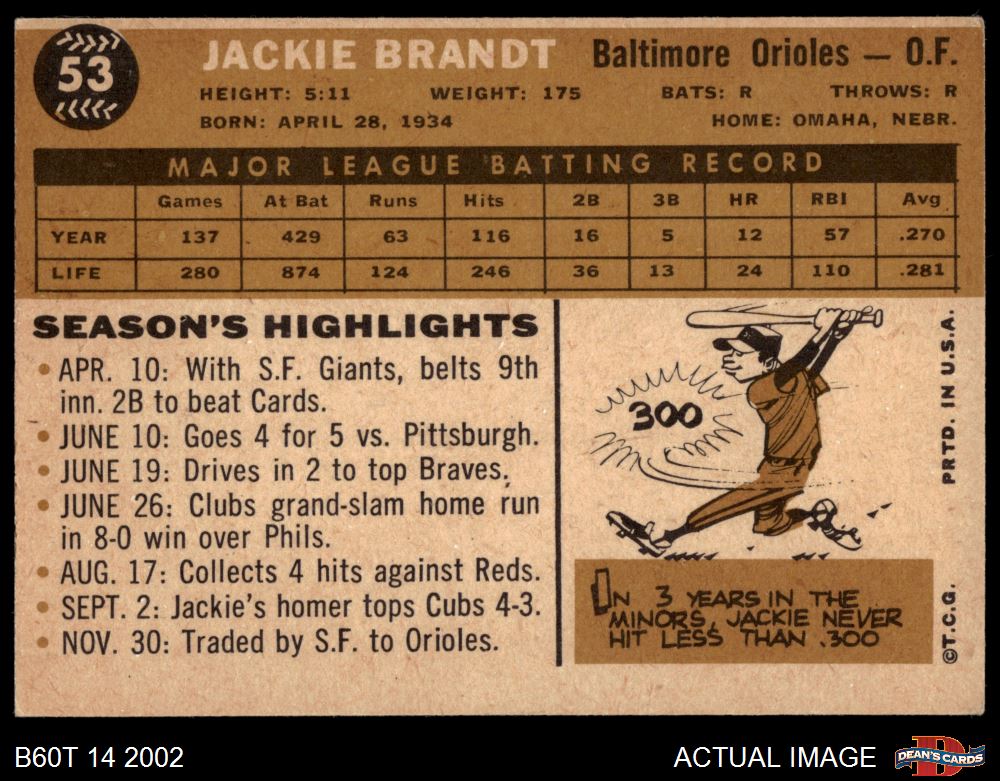 53
JACKIE BRANDT Baltimore Orioles — O.F.
HEIGHT: 5:11 WEIGHT: 175 BATS: R THROWS: R
BORN: APRIL 28, 1934 HOME: OMAHA, NEBR.
MAJOR LEAGUE BATTING RECORD
Games At Bat Runs Hits 2B 3B HR RBI Avg
YEAR 137 429 63 116 16 5 12 57 .270
LIFE 280 874 124 246 36 13 24 110 .281
SEASON'S HIGHLIGHTS
• APR. 10: With S.F. Giants, belts 9th
inn. 2B to beat Cards.
• JUNE 10: Goes 4 for 5 vs. Pittsburgh.
• JUNE 19: Drives in 2 to top Braves.
• JUNE 26: Clubs grand-slam home run
in 8-0 win over Phils.
• AUG. 17: Collects 4 hits against Reds.
• SEPT. 2: Jackie's homer tops Cubs 4-3.
• NOV. 30: Traded by S.F. to Orioles.
300
IN 3 YEARS IN THE
MINORS, JACKIE NEVER
HIT LESS THAN .300
©T.C.G. PRTD. IN U.S.A.
B60T 14 2002 ACTUAL IMAGE
D
DEAN'S CARDS